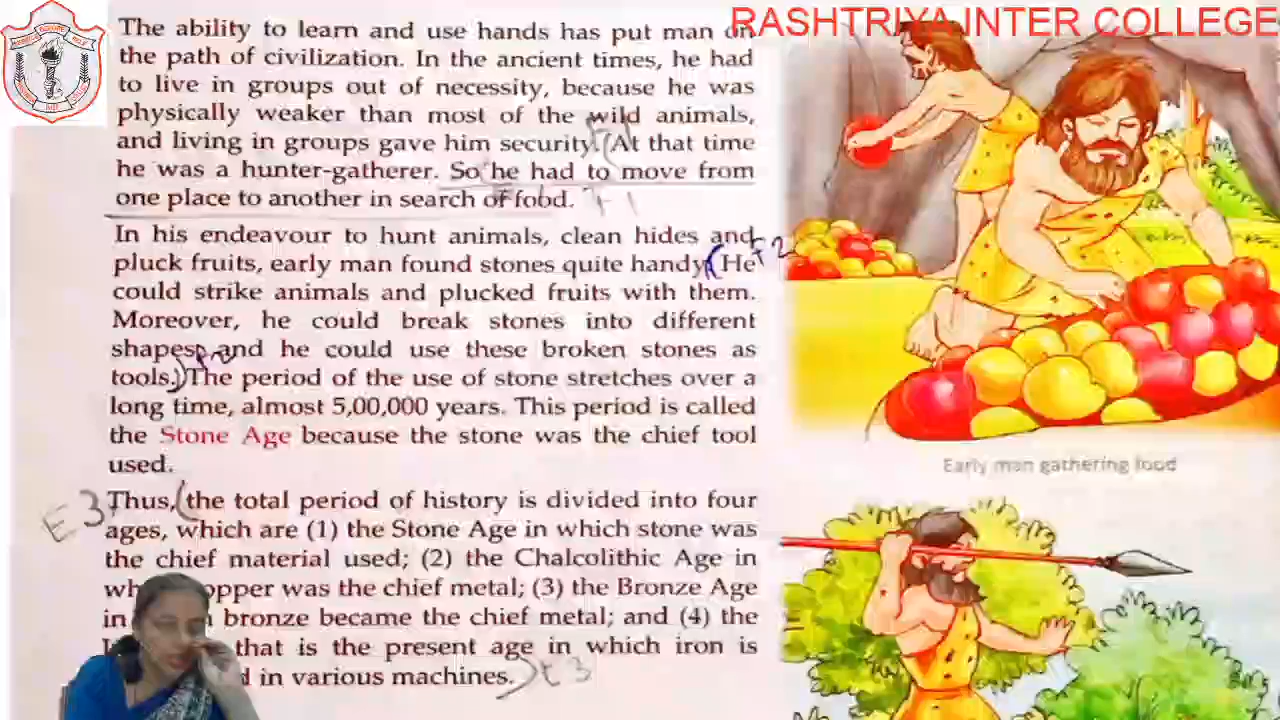 RASHTRIYA INTER COLLEGE
The ability to learn and use hands has put man on
the path of civilization. In the ancient times, he had
to live in groups out of necessity, because he was
physically weaker than most of the wild animals,
and living in groups gave him security. (At that time
he was a hunter-gatherer. So he had to move from
one place to another in search of food.
In his endeavour to hunt animals, clean hides and
pluck fruits, early man found stones quite handy. (He
could strike animals and plucked fruits with them.
Moreover, he could break stones into different
shapes, and he could use these broken stones as
tools.) The period of the use of stone stretches over a
long time, almost 5,00,000 years. This period is called
the Stone Age because the stone was the chief tool
used.
E 3
Thus, (the total period of history is divided into four
ages, which are (1) the Stone Age in which stone was
the chief material used; (2) the Chalcolithic Age in
opper was the chief metal; (3) the Bronze Age
in bronze became the chief metal; and (4) the
that is the present age in which iron is
d in various machines.) E 3
Early man gathering food